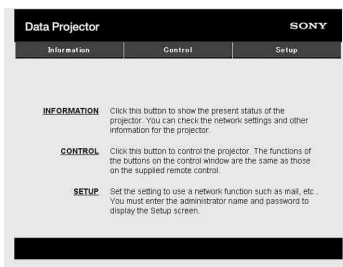 Data Projector SONY
Information Control Setup
INFORMATION Click this button to show the present status of the
projector. You can check the network settings and other
information for the projector.
CONTROL Click this button to control the projector. The functions of
the buttons on the control window are the same as those
on the supplied remote control.
SETUP Set the setting to use a network function such as mail, etc..
You must enter the administrator name and password to
display the Setup screen.